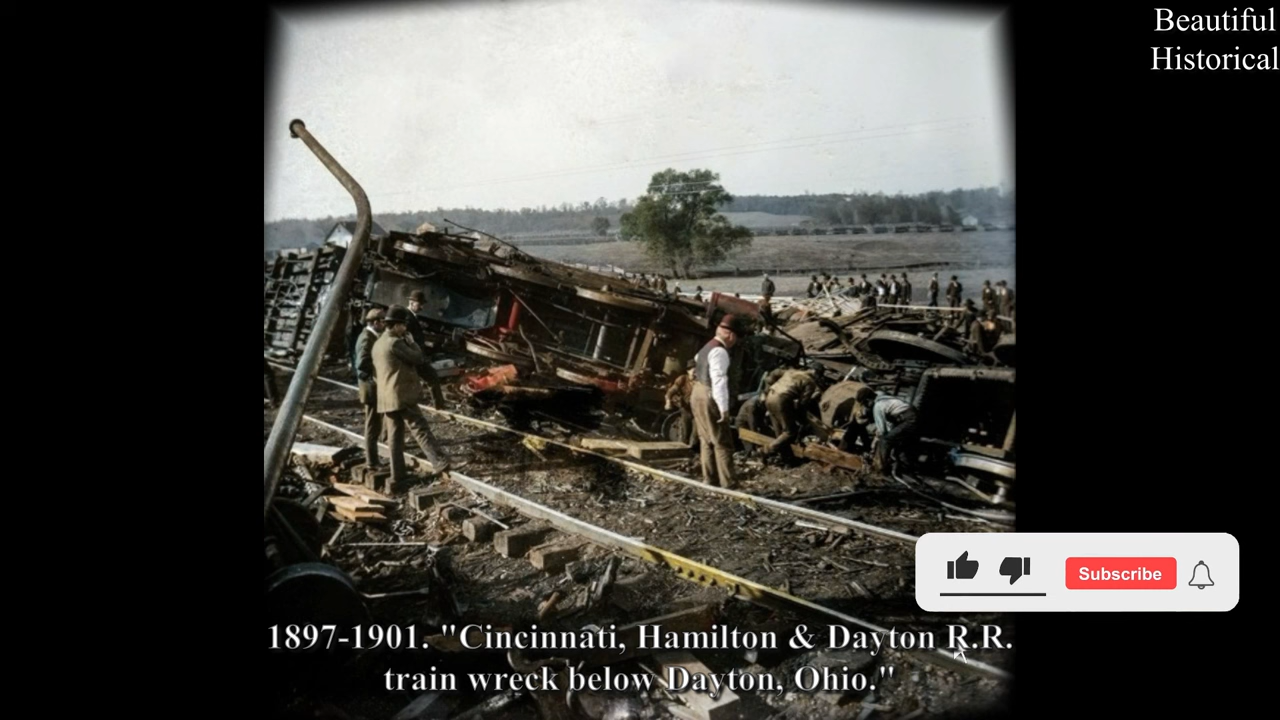 Beautiful
Historical
Subscribe
1897-1901. "Cincinnati, Hamilton & Dayton R.R.
train wreck below Dayton, Ohio."